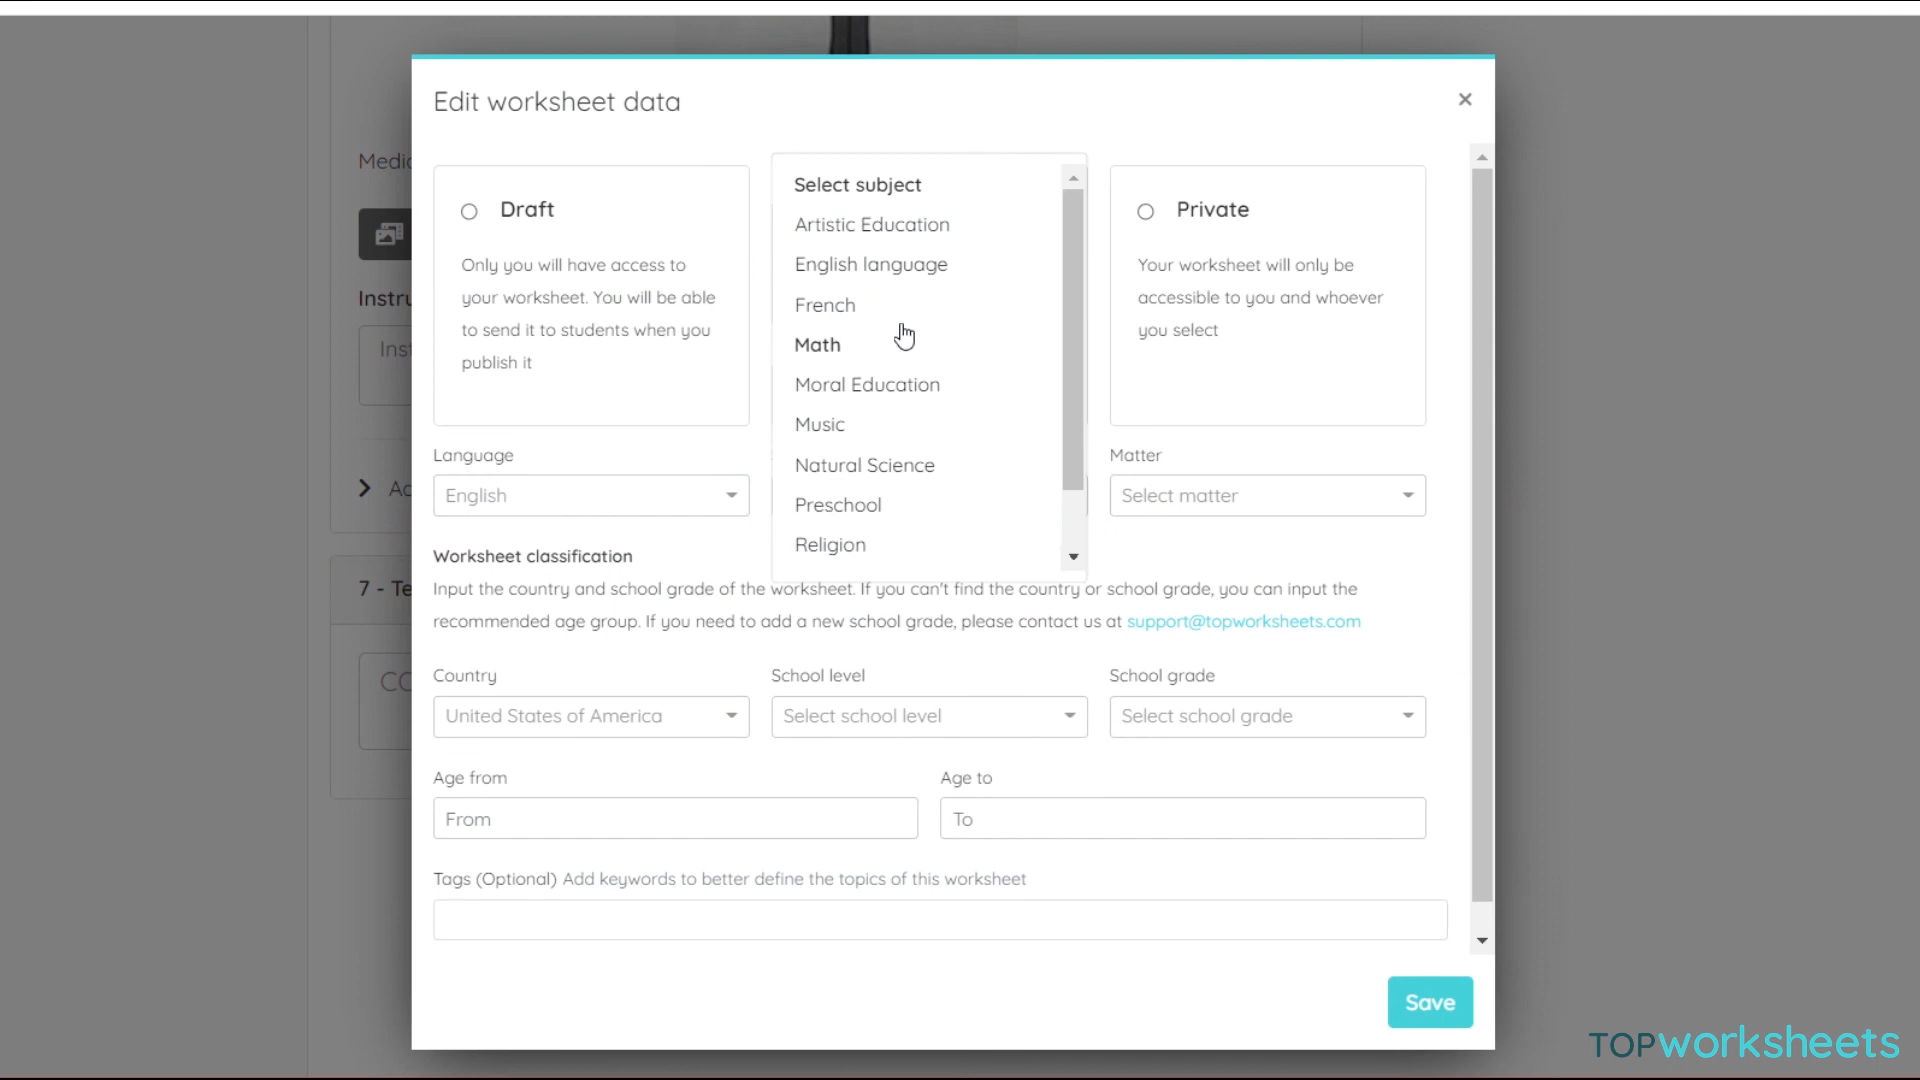 Edit worksheet data
×
Medic
Instru
Inst
Ac
7 - Te
CC
Draft
Only you will have access to
your worksheet. You will be able
to send it to students when you
publish it
Select subject
Artistic Education
English language
French
Math
Moral Education
Music
Natural Science
Preschool
Religion
Private
Your worksheet will only be
accessible to you and whoever
you select
Language
English
Matter
Select matter
Worksheet classification
Input the country and school grade of the worksheet. If you can't find the country or school grade, you can input the
recommended age group. If you need to add a new school grade, please contact us at support@topworksheets.com
Country
School level
School grade
United States of America
Select school level
Select school grade
Age from
Age to
From
To
Tags (Optional) Add keywords to better define the topics of this worksheet
Save
TOPworksheets